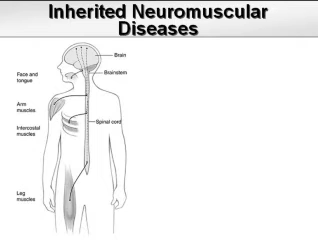 Inherited Neuromuscular
Diseases
Brain
Face and
tongue
Brainstem
Arm
muscles
Spinal cord
Intercostal
muscles
Leg
muscles